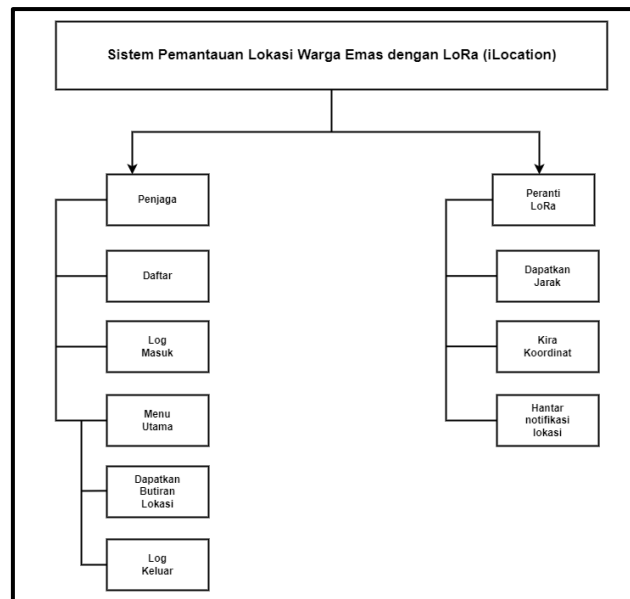 Sistem Pemantauan Lokasi Warga Emas dengan LoRa (iLocation)
Penjaga
Daftar
Log
Masuk
Menu
Utama
Dapatkan
Butiran
Lokasi
Log
Keluar
Peranti
LoRa
Dapatkan
Jarak
Kira
Koordinat
Hantar
notifikasi
lokasi